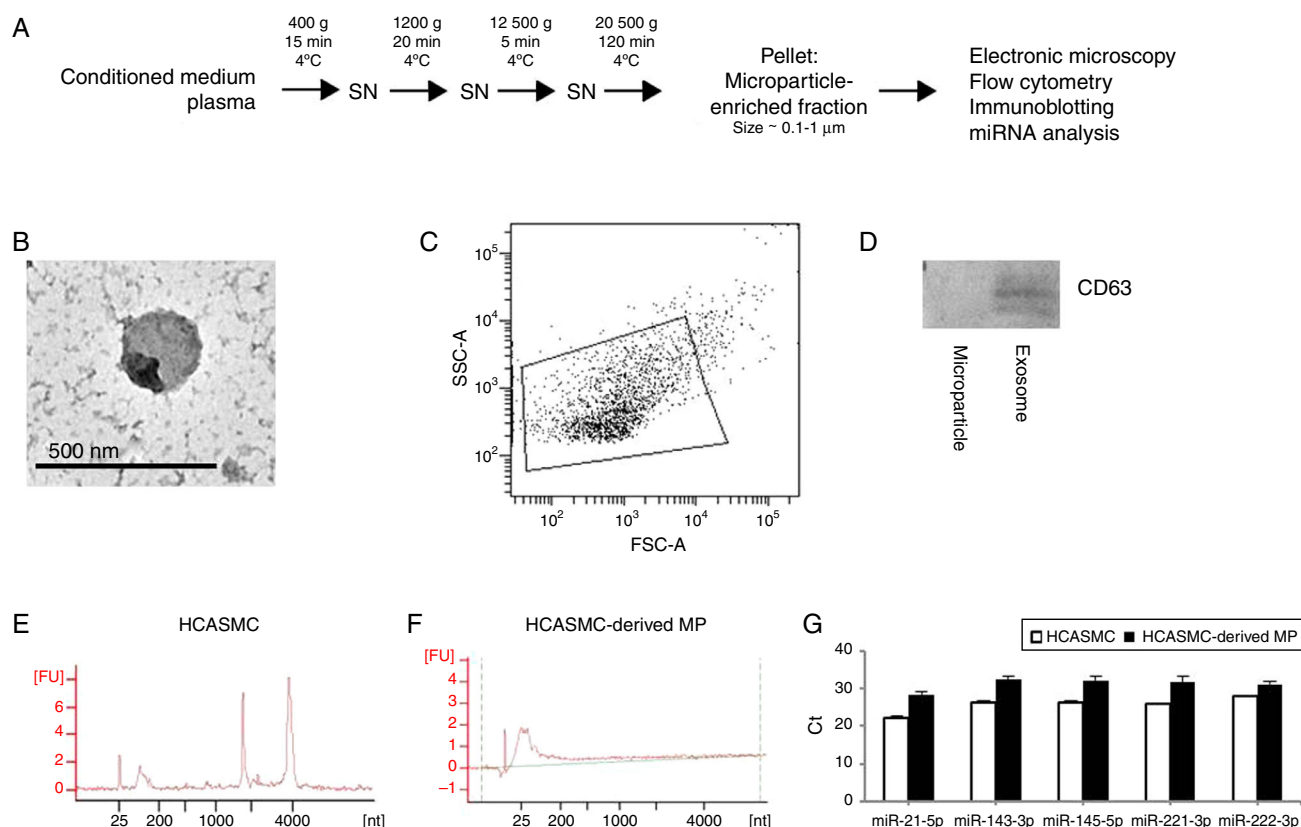 A
400 g
15 min
4ºC
1200 g
20 min
4ºC
12 500 g
5 min
4ºC
20 500 g
120 min
4ºC
Conditioned medium
plasma
SN
SN
SN
Pellet:
Microparticle-
enriched fraction
Size ~ 0.1-1 μm
Electronic microscopy
Flow cytometry
Immunoblotting
miRNA analysis
B
500 nm
C
SSC-A
10⁵
10⁴
10³
10²
10² 10³ 10⁴ 10⁵
FSC-A
D
CD63
Microparticle
Exosome
E
HCASMC
[FU]
6
4
2
0
25 200 1000 4000 [nt]
F
HCASMC-derived MP
[FU]
4
3
2
1
0
−1
25 200 1000 4000 [nt]
G
HCASMC HCASMC-derived MP
Ct
40
30
20
10
0
miR-21-5p miR-143-3p miR-145-5p miR-221-3p miR-222-3p